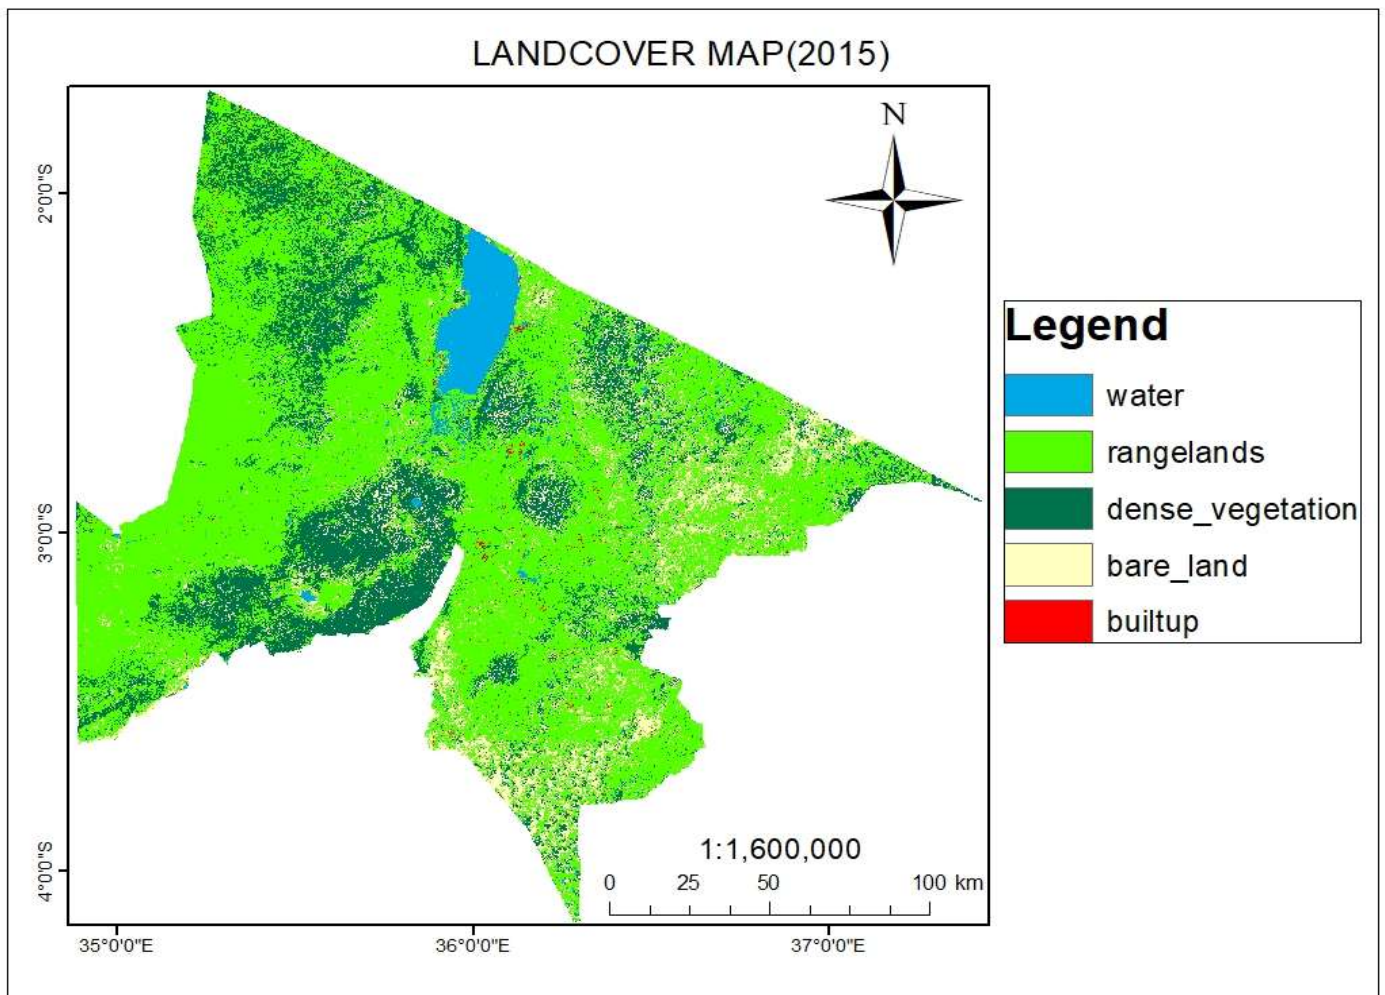 LANDCOVER MAP(2015)
N
2°0'0"S
3°0'0"S
4°0'0"S
35°0'0"E
36°0'0"E
37°0'0"E
1:1,600,000
0 25 50 100 km
Legend
water
rangelands
dense_vegetation
bare_land
builtup